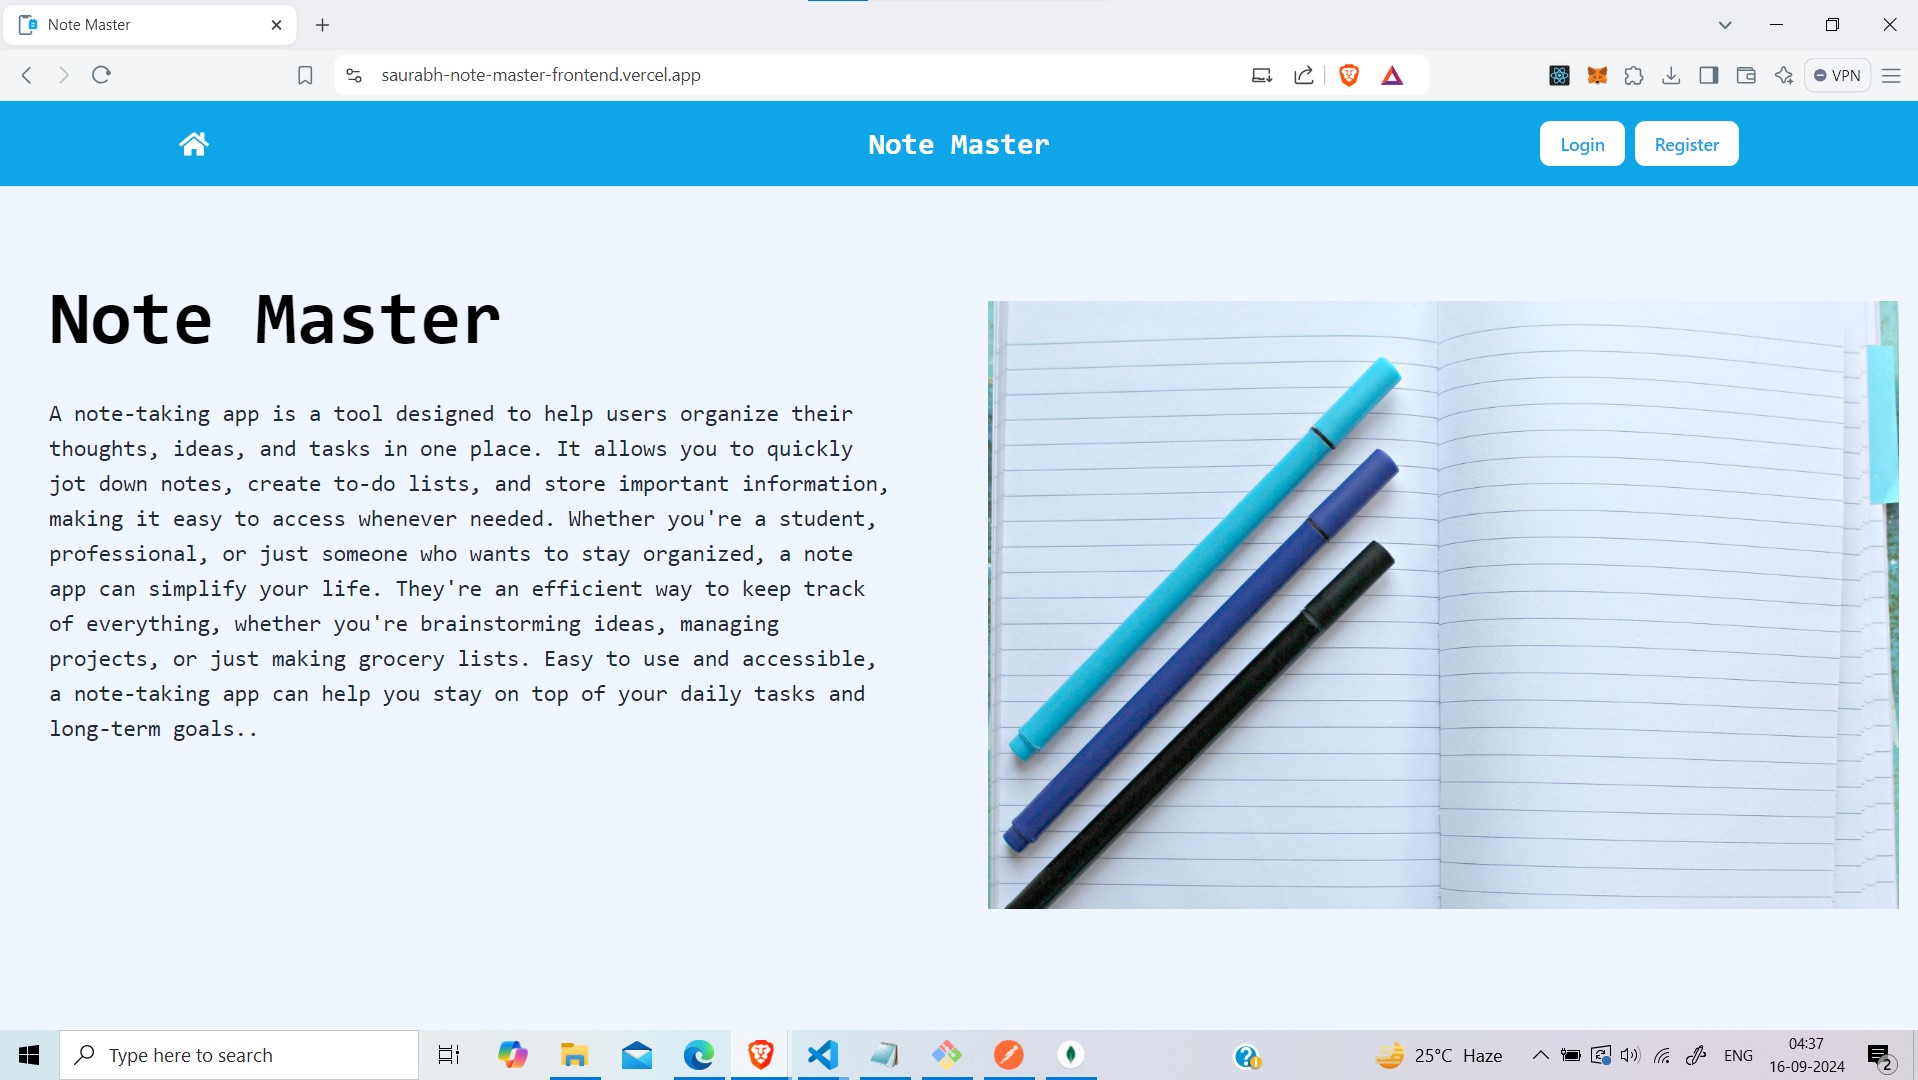 Note Master
saurabh-note-master-frontend.vercel.app
VPN
Note Master
Login
Register
Note Master
A note-taking app is a tool designed to help users organize their
thoughts, ideas, and tasks in one place. It allows you to quickly
jot down notes, create to-do lists, and store important information,
making it easy to access whenever needed. Whether you're a student,
professional, or just someone who wants to stay organized, a note
app can simplify your life. They're an efficient way to keep track
of everything, whether you're brainstorming ideas, managing
projects, or just making grocery lists. Easy to use and accessible,
a note-taking app can help you stay on top of your daily tasks and
long-term goals..
Type here to search
25°C Haze
ENG
04:37
16-09-2024
2